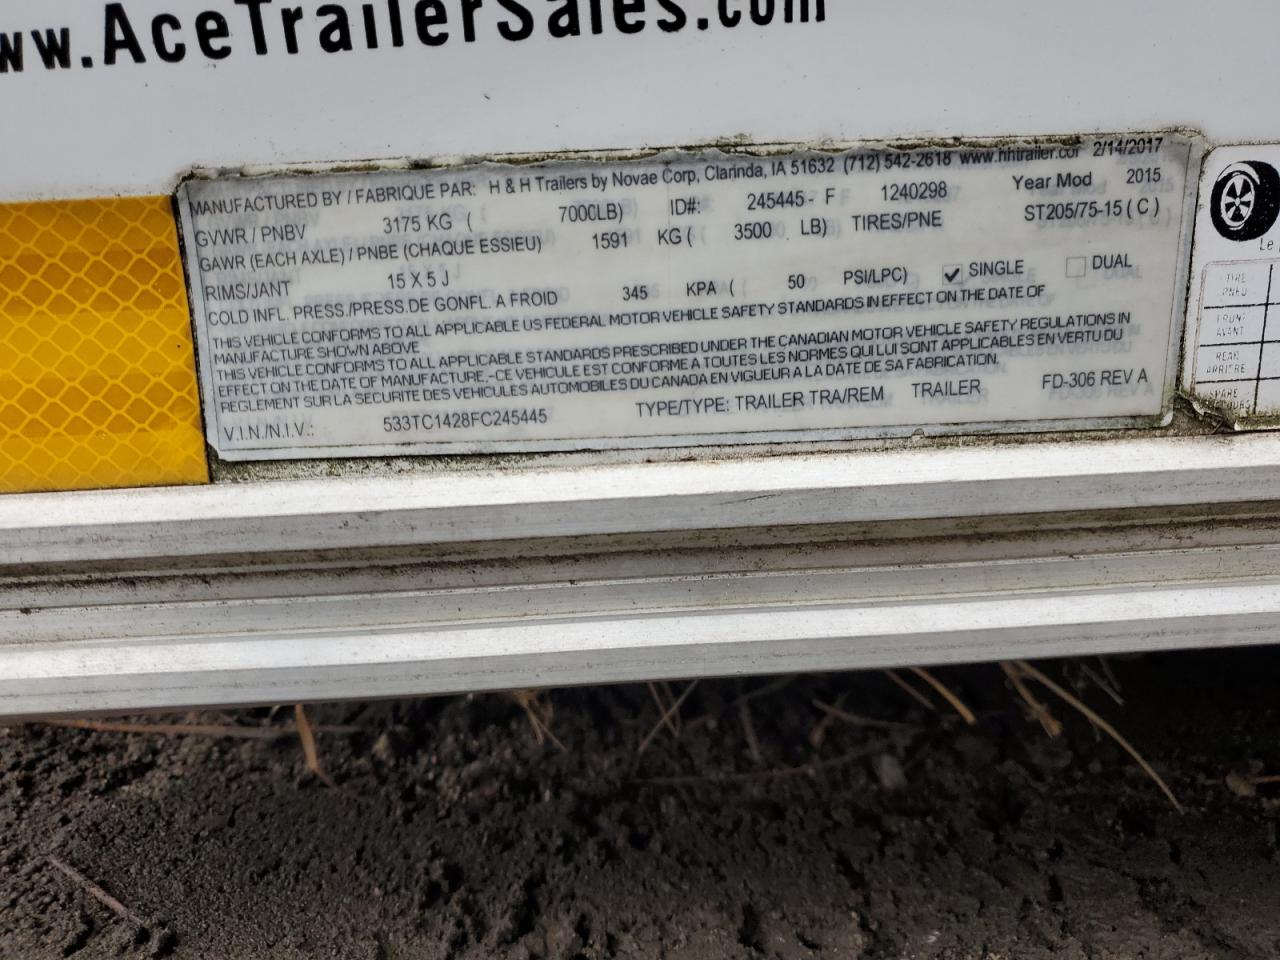 ww.AceTrailerSales.com
MANUFACTURED BY / FABRIQUE PAR: H & H Trailers by Novae Corp, Clarinda, IA 51632 (712) 542-2618 www.hhtrailer.cor 2/14/2017
GVWR / PNBV 3175 KG ( 7000LB) ID#: 245445- F 1240298 Year Mod 2015
GAWR (EACH AXLE) / PNBE (CHAQUE ESSIEU) 1591 KG ( 3500 LB) TIRES/PNE ST205/75-15 ( C )
RIMS/JANT 15 X 5 J
COLD INFL. PRESS./PRESS.DE GONFL. A FROID 345 KPA ( 50 PSI/LPC) ✓ SINGLE DUAL
THIS VEHICLE CONFORMS TO ALL APPLICABLE US FEDERAL MOTOR VEHICLE SAFETY STANDARDS IN EFFECT ON THE DATE OF
MANUFACTURE SHOWN ABOVE
THIS VEHICLE CONFORMS TO ALL APPLICABLE STANDARDS PRESCRIBED UNDER THE CANADIAN MOTOR VEHICLE SAFETY REGULATIONS IN
EFFECT ON THE DATE OF MANUFACTURE,-CE VEHICULE EST CONFORME A TOUTES LES NORMES QUI LUI SONT APPLICABLES EN VERTU DU
REGLEMENT SUR LA SECURITE DES VEHICLES AUTOMOBILES DU CANADA EN VIGUEUR A LA DATE DE SA FABRICATION.
V.I.N./N.I.V.: 533TC1428FC245445 TYPE/TYPE: TRAILER TRA/REM TRAILER FD-306 REV A
Le
TIRE
PNEU
FRONT
AVANT
REAR
ARRIERE
SPARE